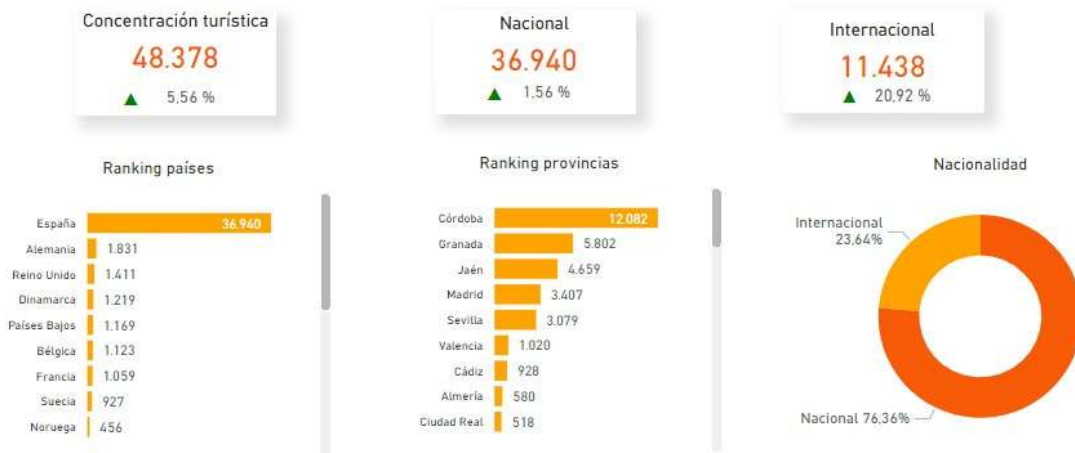 Concentración turística
48.378
5,56 %
Nacional
36.940
1,56 %
Internacional
11.438
20,92 %
Ranking países
España 36.940
Alemania 1.831
Reino Unido 1.411
Dinamarca 1.219
Países Bajos 1.169
Bélgica 1.123
Francia 1.059
Suecia 927
Noruega 456
Ranking provincias
Córdoba 12.082
Granada 5.802
Jaén 4.659
Madrid 3.407
Sevilla 3.079
Valencia 1.020
Cádiz 928
Almería 580
Ciudad Real 518
Nacionalidad
Internacional
23,64%
Nacional 76,36%